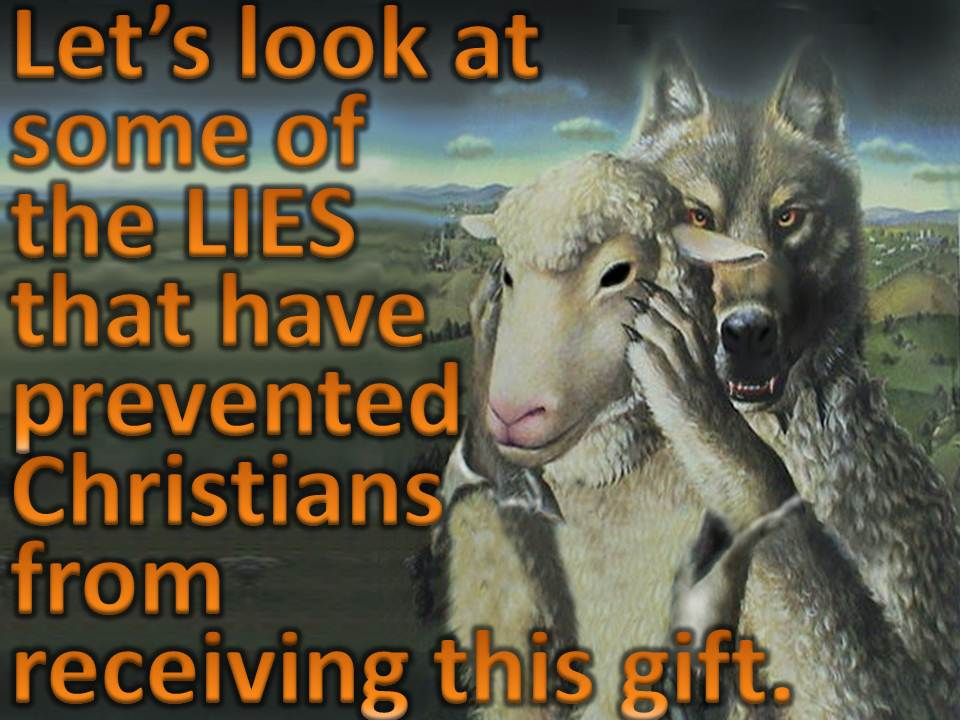 Let’s look at
some of
the LIES
that have
prevented
Christians
from
receiving this gift.